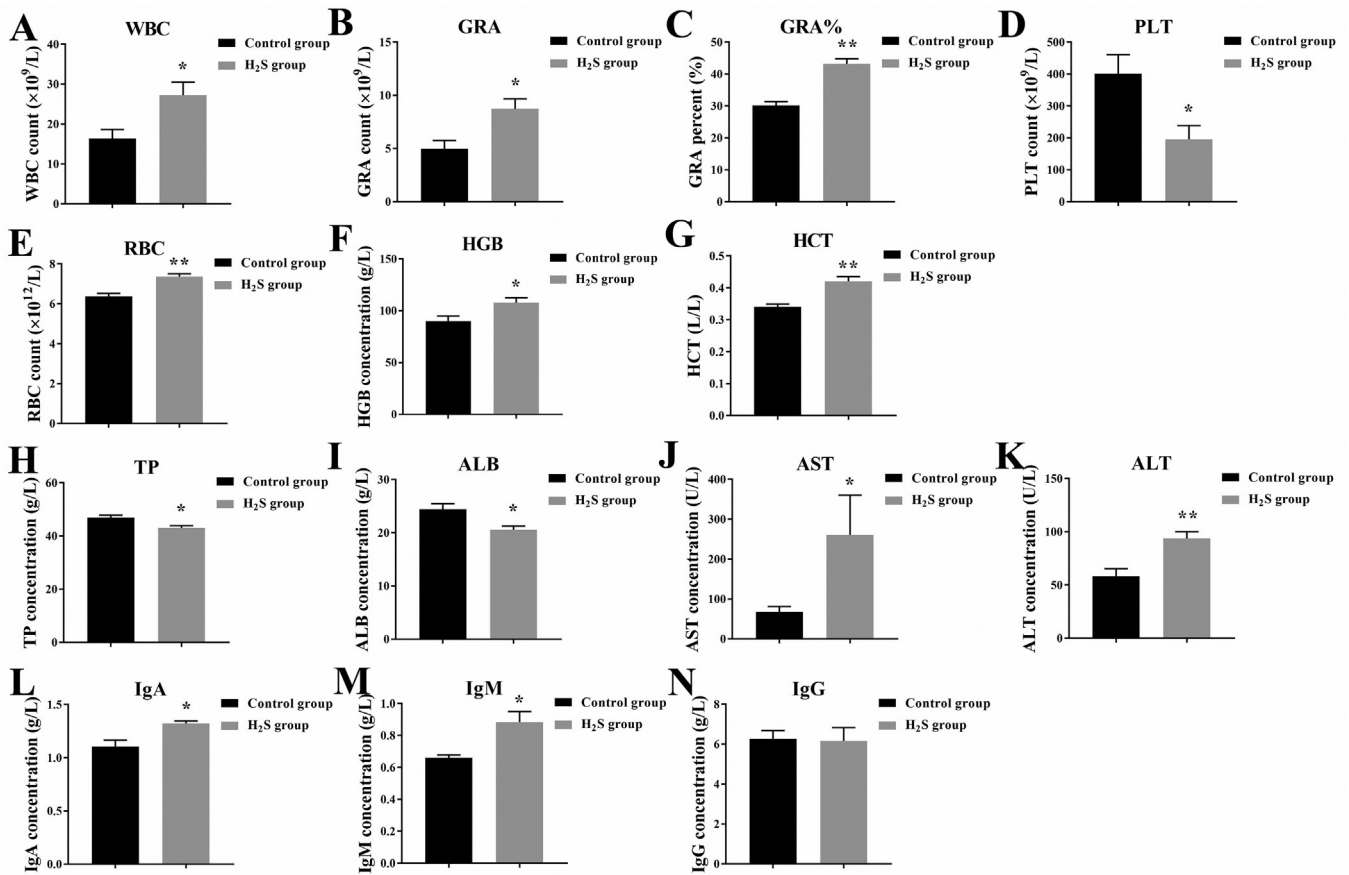 A
WBC
WBC count (×10⁹/L)
40
30
20
10
0
*
Control group
H₂S group
B
GRA
GRA count (×10⁹/L)
15
10
5
0
*
Control group
H₂S group
C
GRA%
GRA percent (%)
50
40
30
20
10
0
**
Control group
H₂S group
D
PLT
PLT count (×10⁹/L)
500
400
300
200
100
0
*
Control group
H₂S group
E
RBC
RBC count (×10¹²/L)
8
6
4
2
0
**
Control group
H₂S group
F
HGB
HGB concentration (g/L)
150
100
50
0
*
Control group
H₂S group
G
HCT
HCT (L/L)
0.5
0.4
0.3
0.2
0.1
0.0
**
Control group
H₂S group
H
TP
TP concentration (g/L)
60
40
20
0
*
Control group
H₂S group
I
ALB
ALB concentration (g/L)
30
20
10
0
*
Control group
H₂S group
J
AST
AST concentration (U/L)
400
300
200
100
0
*
Control group
H₂S group
K
ALT
ALT concentration (U/L)
150
100
50
0
**
Control group
H₂S group
L
IgA
IgA concentration (g/L)
1.5
1.0
0.5
0.0
*
Control group
H₂S group
M
IgM
IgM concentration (g/L)
1.0
0.8
0.6
0.4
0.2
0.0
*
Control group
H₂S group
N
IgG
IgG concentration (g/L)
8
6
4
2
0
Control group
H₂S group